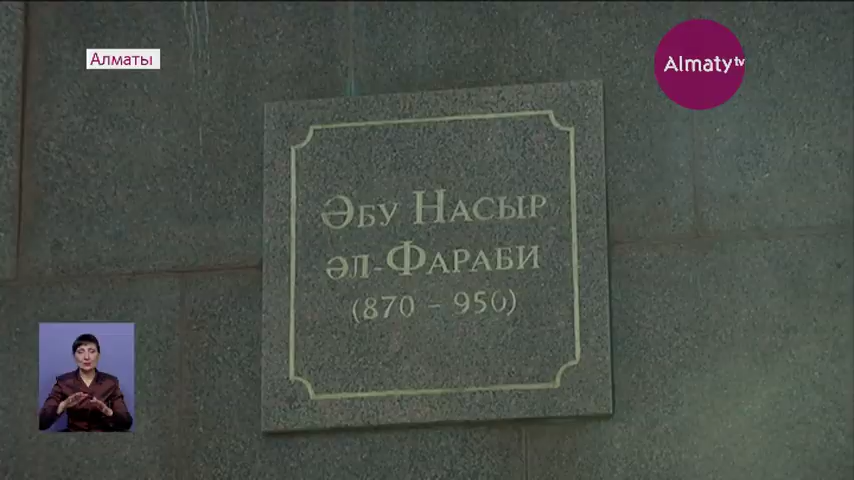 Алматы
Almaty tv
Әбу Насыр
әл-Фараби
(870 - 950)